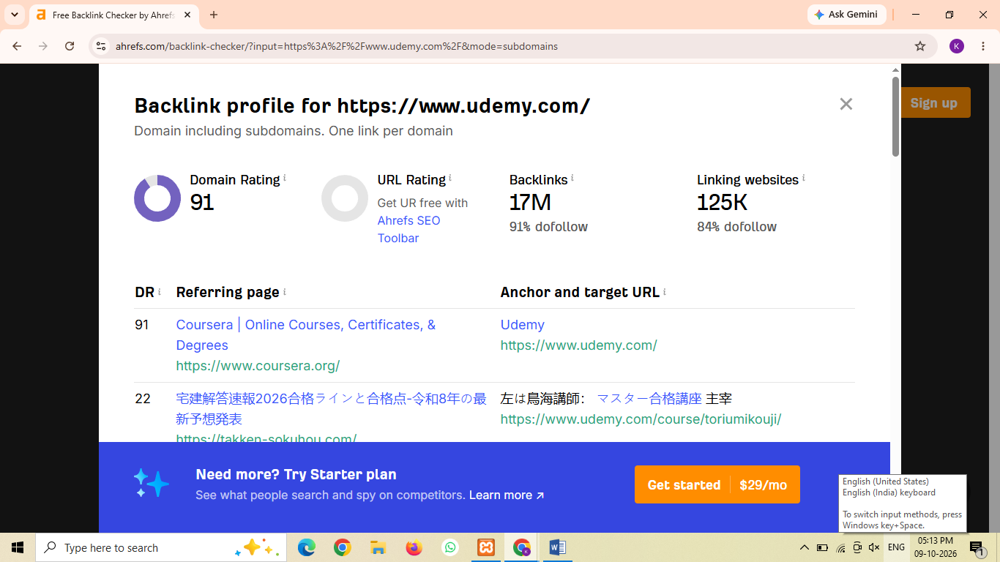 Free Backlink Checker by Ahrefs
Ask Gemini
ahrefs.com/backlink-checker/?input=https%3A%2F%2Fwww.udemy.com%2F&mode=subdomains
K
Sign up
Backlink profile for https://www.udemy.com/
Domain including subdomains. One link per domain
Domain Rating i
91
URL Rating i
Get UR free with
Ahrefs SEO
Toolbar
Backlinks i
17M
91% dofollow
Linking websites i
125K
84% dofollow
DR i Referring page i Anchor and target URL i
91
Coursera | Online Courses, Certificates, &
Degrees
https://www.coursera.org/
Udemy
https://www.udemy.com/
22
宅建解答速報2026合格ラインと合格点-令和8年の最
新予想発表
https://takken-sokuhou.com/
左は鳥海講師： マスター合格講座 主宰
https://www.udemy.com/course/toriumikouji/
Need more? Try Starter plan
See what people search and spy on competitors. Learn more ↗
Get started $29/mo
English (United States)
English (India) keyboard
To switch input methods, press
Windows key+Space.
Type here to search
ENG
05:13 PM
09-10-2026
1